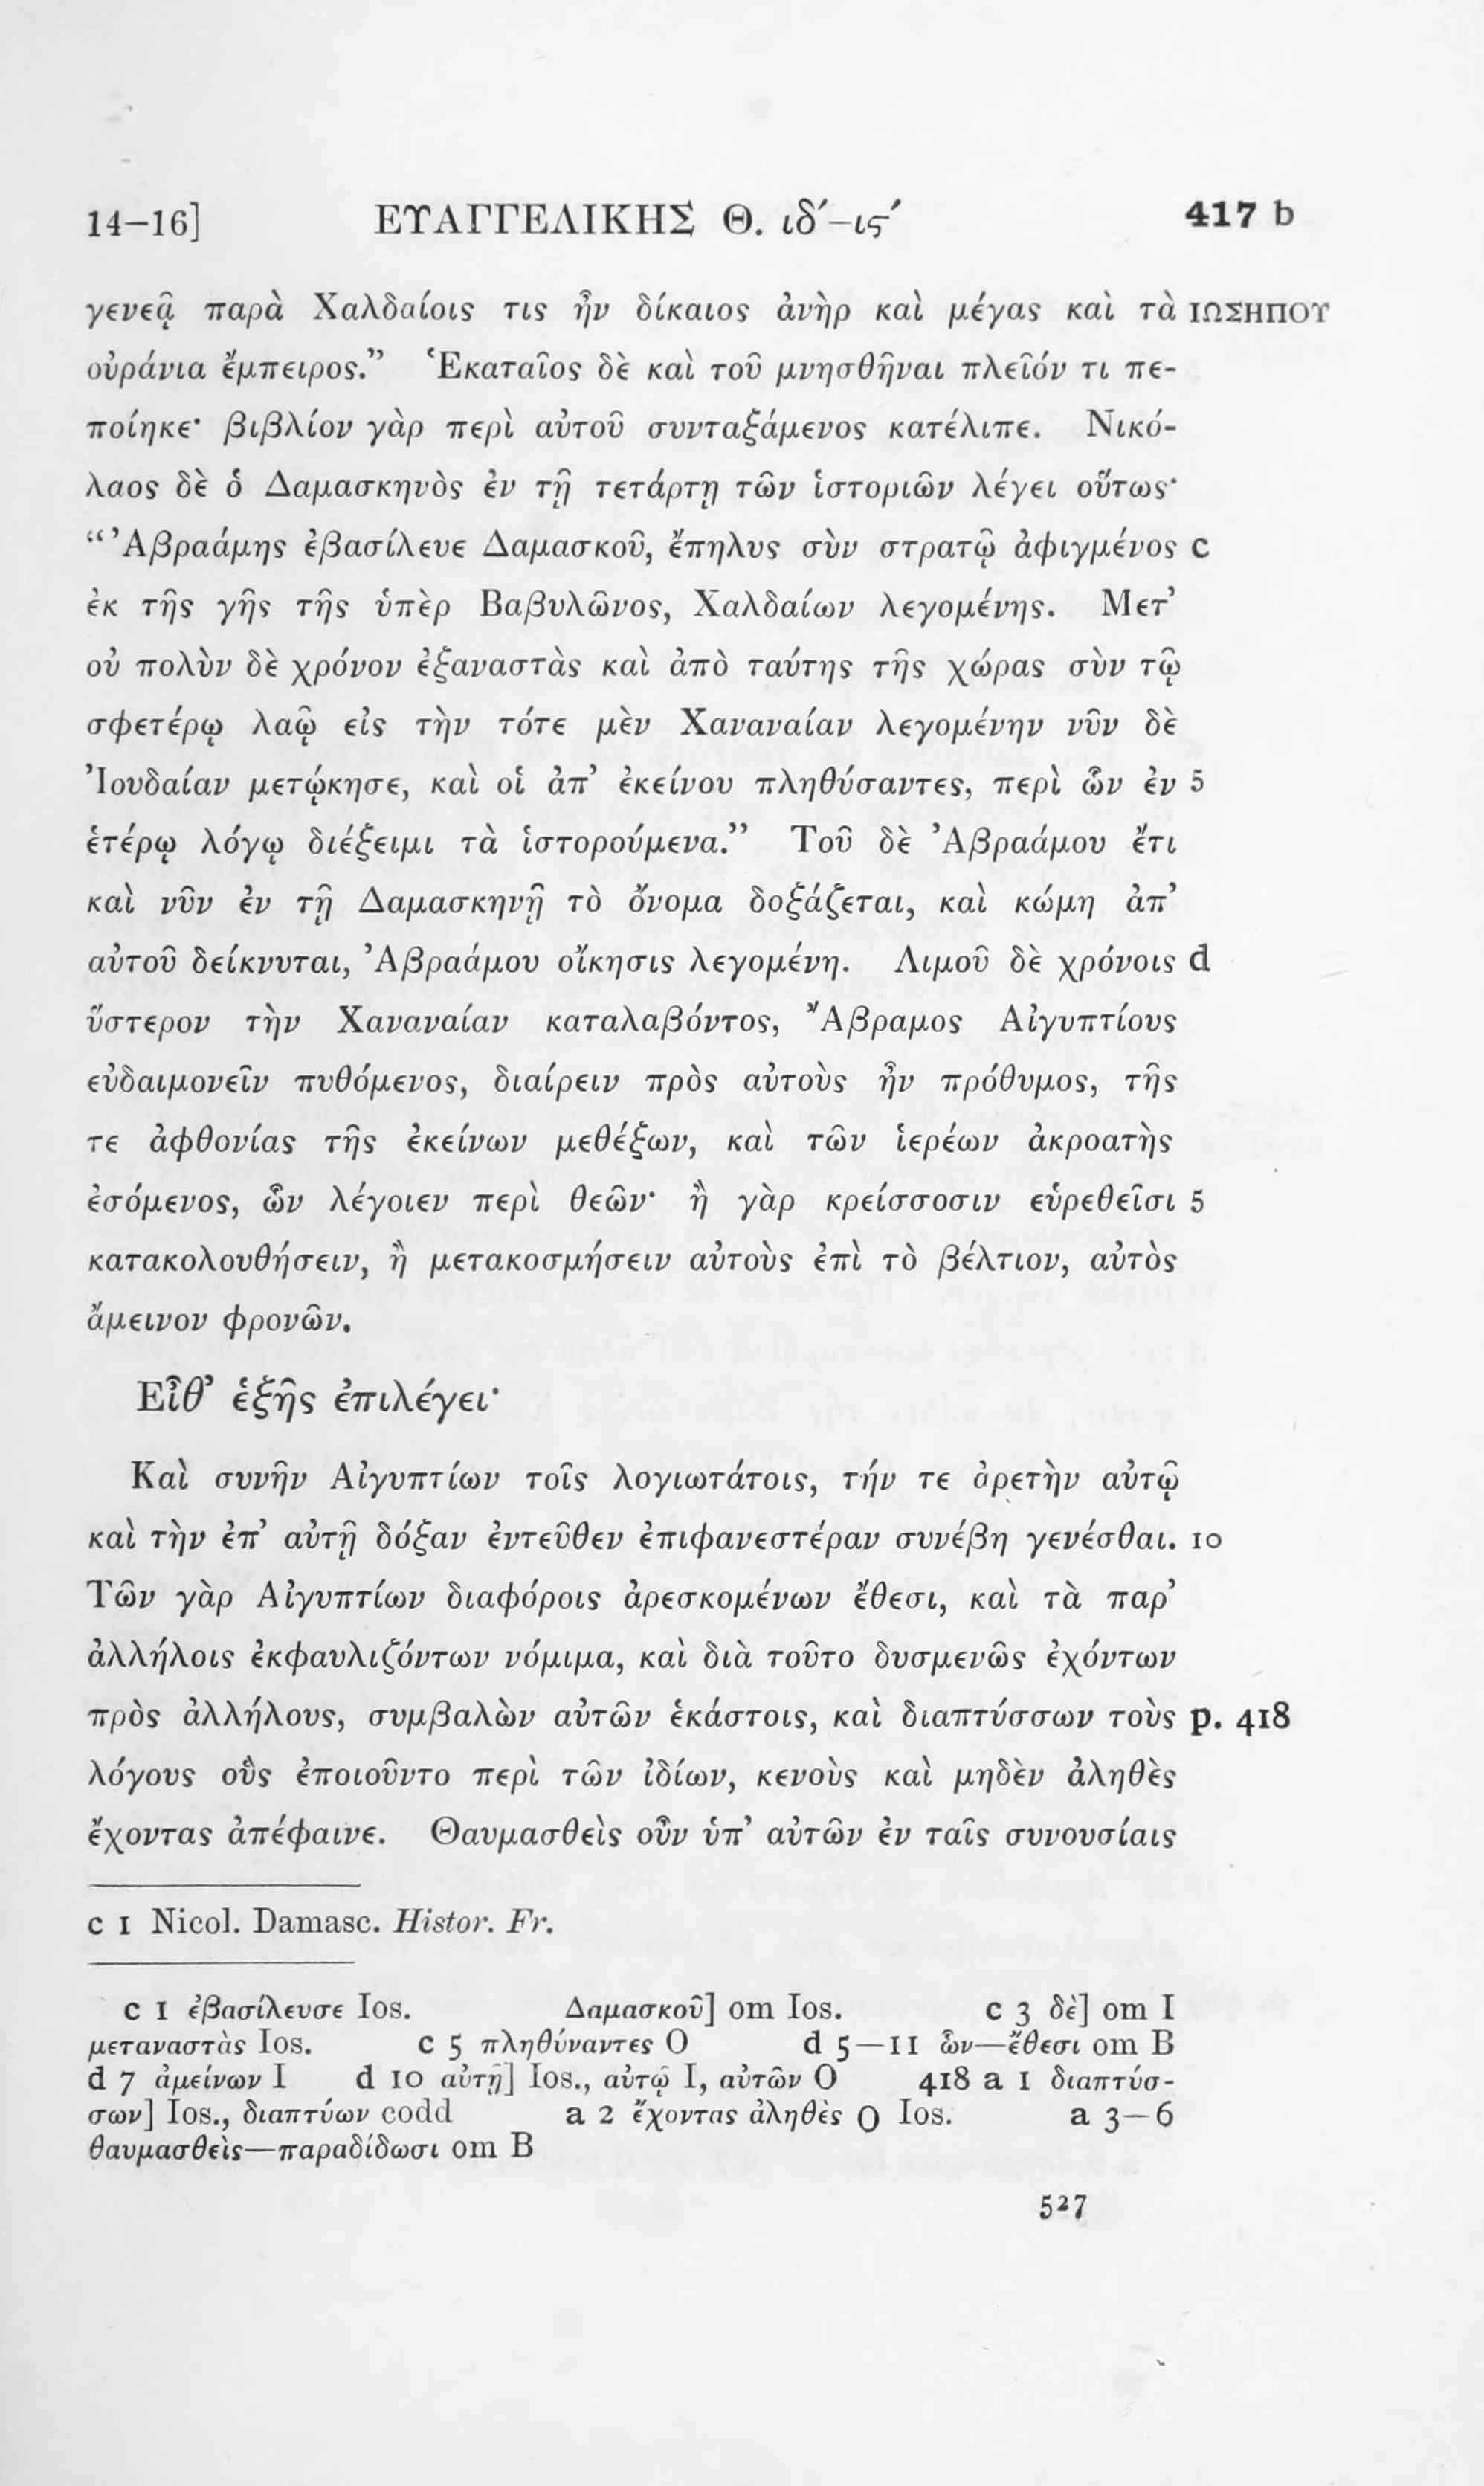 14–16] ΕΥΑΓΓΕΛΙΚΗΣ Θ. ιδ´–ις´ 417 b
γενεᾷ παρὰ Χαλδαίοις τις ἦν δίκαιος ἀνὴρ καὶ μέγας καὶ τὰ ΙΩΣΗΠΟΥ
οὐράνια ἔμπειρος.” Ἑκαταῖος δὲ καὶ τοῦ μνησθῆναι πλεῖόν τι πε-
ποίηκε· βιβλίον γὰρ περὶ αὐτοῦ συνταξάμενος κατέλιπε. Νικό-
λαος δὲ ὁ Δαμασκηνὸς ἐν τῇ τετάρτῃ τῶν ἱστοριῶν λέγει οὕτως·
“Ἀβραάμης ἐβασίλευε Δαμασκοῦ, ἔπηλυς σὺν στρατῷ ἀφιγμένος c
ἐκ τῆς γῆς τῆς ὑπὲρ Βαβυλῶνος, Χαλδαίων λεγομένης. Μετ’
οὐ πολὺν δὲ χρόνον ἐξαναστὰς καὶ ἀπὸ ταύτης τῆς χώρας σὺν τῷ
σφετέρῳ λαῷ εἰς τὴν τότε μὲν Χαναναίαν λεγομένην νῦν δὲ
Ἰουδαίαν μετῴκησε, καὶ οἱ ἀπ’ ἐκείνου πληθύσαντες, περὶ ὧν ἐν 5
ἑτέρῳ λόγῳ διέξειμι τὰ ἱστορούμενα.” Τοῦ δὲ Ἀβραάμου ἔτι
καὶ νῦν ἐν τῇ Δαμασκηνῇ τὸ ὄνομα δοξάζεται, καὶ κώμη ἀπ’
αὐτοῦ δείκνυται, Ἀβραάμου οἴκησις λεγομένη. Λιμοῦ δὲ χρόνοις d
ὕστερον τὴν Χαναναίαν καταλαβόντος, Ἄβραμος Αἰγυπτίους
εὐδαιμονεῖν πυθόμενος, διαίρειν πρὸς αὐτοὺς ἦν πρόθυμος, τῆς
τε ἀφθονίας τῆς ἐκείνων μεθέξων, καὶ τῶν ἱερέων ἀκροατὴς
ἐσόμενος, ὧν λέγοιεν περὶ θεῶν· ἢ γὰρ κρείσσοσιν εὑρεθεῖσι 5
κατακολουθήσειν, ἢ μετακοσμήσειν αὐτοὺς ἐπὶ τὸ βέλτιον, αὐτὸς
ἄμεινον φρονῶν.
Εἶθ’ ἑξῆς ἐπιλέγει·
Καὶ συνῆν Αἰγυπτίων τοῖς λογιωτάτοις, τήν τε ἀρετὴν αὐτῷ
καὶ τὴν ἐπ’ αὐτῇ δόξαν ἐντεῦθεν ἐπιφανεστέραν συνέβη γενέσθαι. 10
Τῶν γὰρ Αἰγυπτίων διαφόροις ἀρεσκομένων ἔθεσι, καὶ τὰ παρ’
ἀλλήλοις ἐκφαυλιζόντων νόμιμα, καὶ διὰ τοῦτο δυσμενῶς ἐχόντων
πρὸς ἀλλήλους, συμβαλὼν αὐτῶν ἑκάστοις, καὶ διαπτύσσων τοὺς p. 418
λόγους οὓς ἐποιοῦντο περὶ τῶν ἰδίων, κενοὺς καὶ μηδὲν ἀληθὲς
ἔχοντας ἀπέφαινε. Θαυμασθεὶς οὖν ὑπ’ αὐτῶν ἐν ταῖς συνουσίαις
c 1 Nicol. Damasc. Histor. Fr.
c 1 ἐβασίλευσε Ios. Δαμασκοῦ] om Ios. c 3 δὲ] om I
μεταναστὰς Ios. c 5 πληθύναντες O d 5—11 ὧν—ἔθεσι om B
d 7 ἀμείνων I d 10 αὐτῇ] Ios., αὐτῷ I, αὐτῶν O 418 a 1 διαπτύσ-
σων] Ios., διαπτύων codd a 2 ἔχοντας ἀληθὲς O Ios. a 3—6
θαυμασθεὶς—παραδίδωσι om B
527